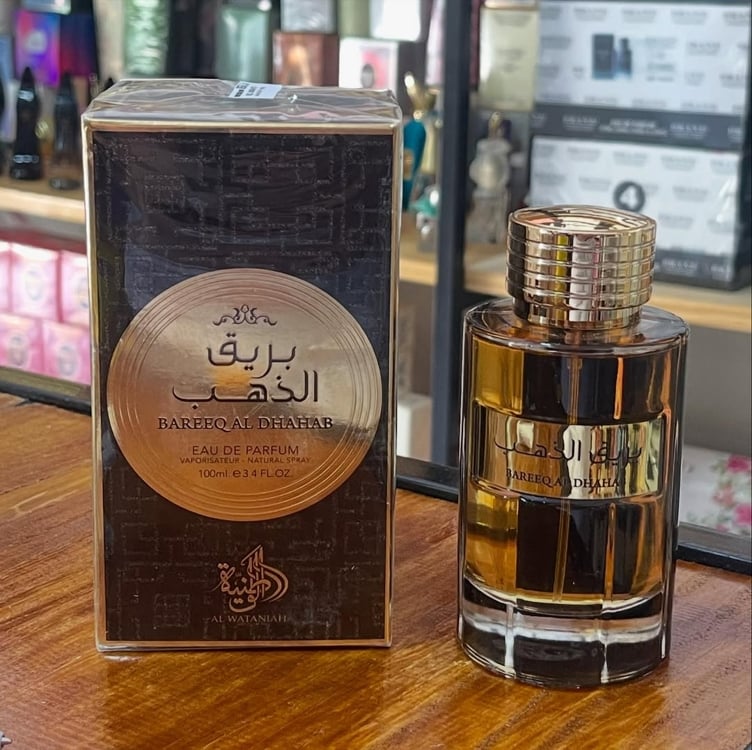 بريق
الذهب
BAREEQ AL DHAHAB
EAU DE PARFUM
VAPORISATEUR - NATURAL SPRAY
100ml. e 3.4 FL.OZ.
الوطنية
AL WATANIAH
بريق الذهب
BAREEQ AL DHAHAB